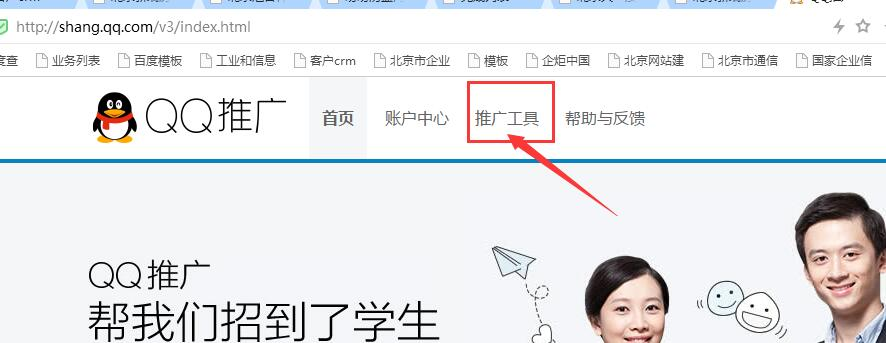 http://shang.qq.com/v3/index.html
度查 业务列表 百度模板 工业和信息 客户crm 北京市企业 模板 企炬中国 北京网站建 北京市通信 国家企业信
QQ推广 首页 账户中心 推广工具 帮助与反馈
QQ推广
帮我们招到了学生